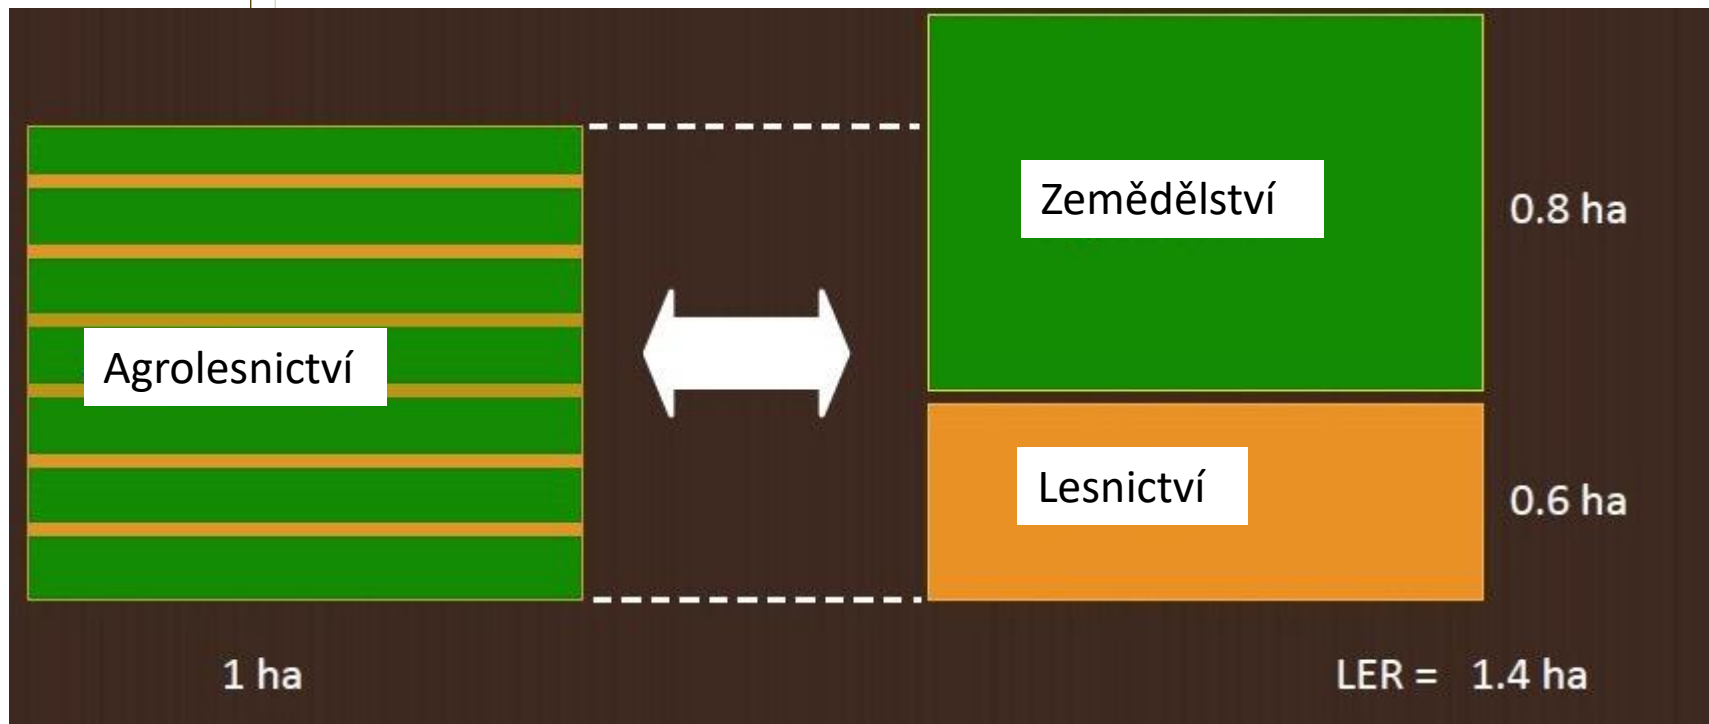 Zemědělství
0.8 ha
Agrolesnictví
Lesnictví
0.6 ha
1 ha
LER = 1.4 ha